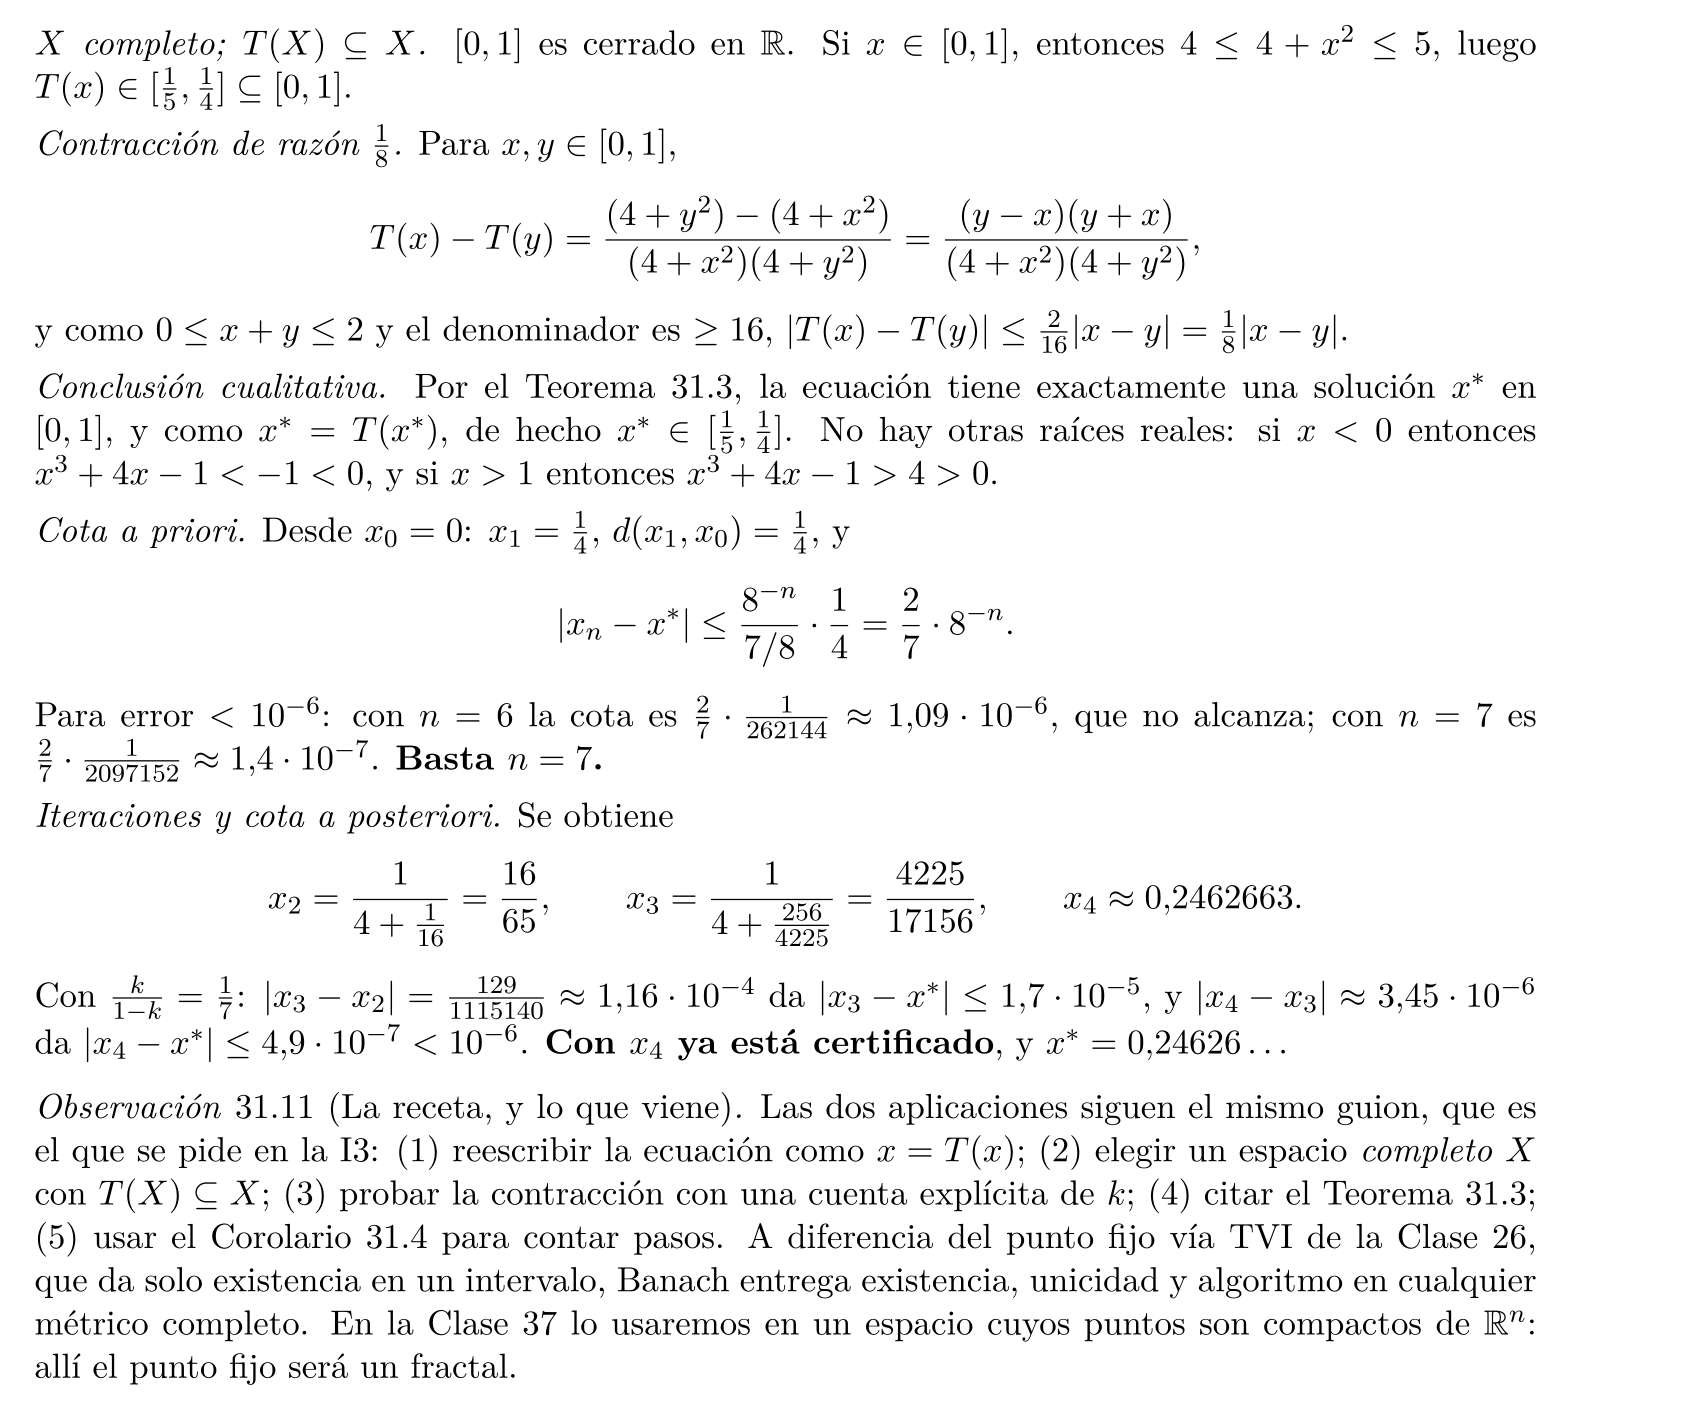 X completo; T(X) ⊆ X. [0, 1] es cerrado en ℝ. Si x ∈ [0, 1], entonces 4 ≤ 4 + x² ≤ 5, luego
T(x) ∈ [1/5, 1/4] ⊆ [0, 1].
Contracción de razón 1/8. Para x, y ∈ [0, 1],
T(x) − T(y) = ((4 + y²) − (4 + x²))/((4 + x²)(4 + y²)) = ((y − x)(y + x))/((4 + x²)(4 + y²)),
y como 0 ≤ x + y ≤ 2 y el denominador es ≥ 16, |T(x) − T(y)| ≤ 2/16|x − y| = 1/8|x − y|.
Conclusión cualitativa. Por el Teorema 31.3, la ecuación tiene exactamente una solución x* en
[0, 1], y como x* = T(x*), de hecho x* ∈ [1/5, 1/4]. No hay otras raíces reales: si x < 0 entonces
x³ + 4x − 1 < −1 < 0, y si x > 1 entonces x³ + 4x − 1 > 4 > 0.
Cota a priori. Desde x₀ = 0: x₁ = 1/4, d(x₁, x₀) = 1/4, y
|xₙ − x*| ≤ 8⁻ⁿ/(7/8) · 1/4 = 2/7 · 8⁻ⁿ.
Para error < 10⁻⁶: con n = 6 la cota es 2/7 · 1/262144 ≈ 1,09 · 10⁻⁶, que no alcanza; con n = 7 es
2/7 · 1/2097152 ≈ 1,4 · 10⁻⁷. Basta n = 7.
Iteraciones y cota a posteriori. Se obtiene
x₂ = 1/(4 + 1/16) = 16/65, x₃ = 1/(4 + 256/4225) = 4225/17156, x₄ ≈ 0,2462663.
Con k/(1−k) = 1/7: |x₃ − x₂| = 129/1115140 ≈ 1,16 · 10⁻⁴ da |x₃ − x*| ≤ 1,7 · 10⁻⁵, y |x₄ − x₃| ≈ 3,45 · 10⁻⁶
da |x₄ − x*| ≤ 4,9 · 10⁻⁷ < 10⁻⁶. Con x₄ ya está certificado, y x* = 0,24626…
Observación 31.11 (La receta, y lo que viene). Las dos aplicaciones siguen el mismo guion, que es
el que se pide en la I3: (1) reescribir la ecuación como x = T(x); (2) elegir un espacio completo X
con T(X) ⊆ X; (3) probar la contracción con una cuenta explícita de k; (4) citar el Teorema 31.3;
(5) usar el Corolario 31.4 para contar pasos. A diferencia del punto fijo vía TVI de la Clase 26,
que da solo existencia en un intervalo, Banach entrega existencia, unicidad y algoritmo en cualquier
métrico completo. En la Clase 37 lo usaremos en un espacio cuyos puntos son compactos de ℝⁿ:
allí el punto fijo será un fractal.